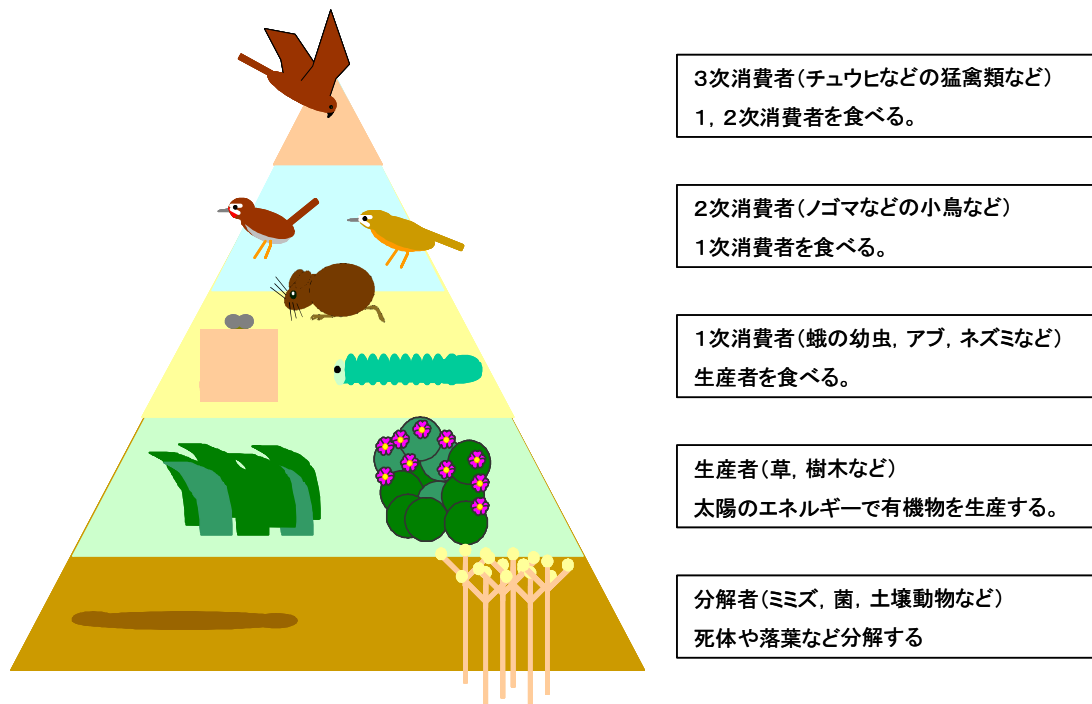 ３次消費者（チュウヒなどの猛禽類など）
１，２次消費者を食べる。
２次消費者（ノゴマなどの小鳥など）
１次消費者を食べる。
１次消費者（蛾の幼虫，アブ，ネズミなど）
生産者を食べる。
生産者（草，樹木など）
太陽のエネルギーで有機物を生産する。
分解者（ミミズ，菌，土壌動物など）
死体や落葉など分解する